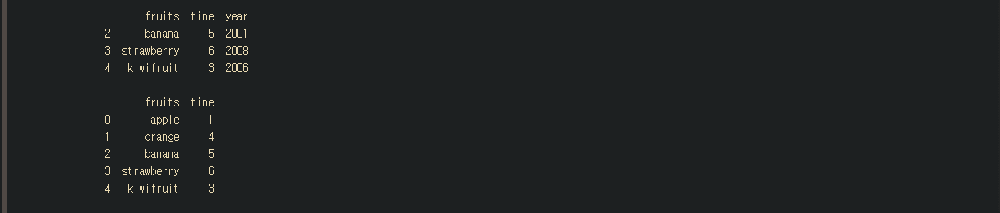 fruits time year
2 banana 5 2001
3 strawberry 6 2008
4 kiwifruit 3 2006
fruits time
0 apple 1
1 orange 4
2 banana 5
3 strawberry 6
4 kiwifruit 3